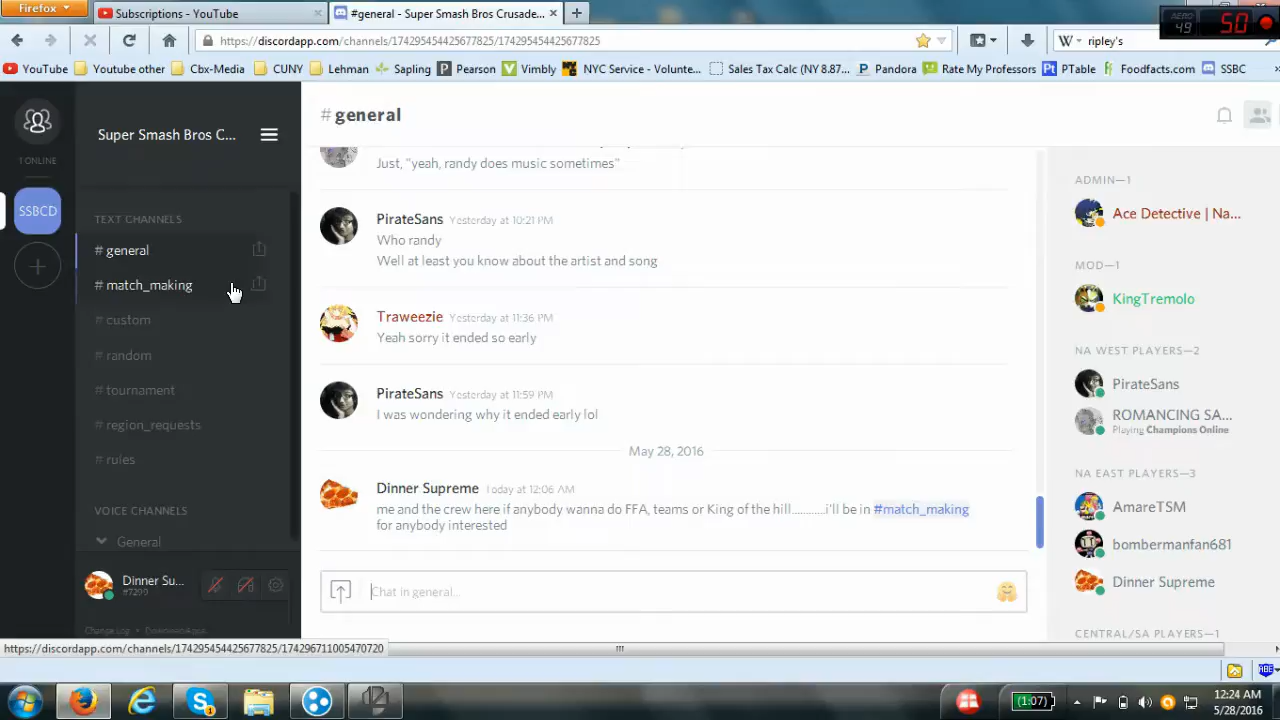 Firefox
Subscriptions - YouTube
#general - Super Smash Bros Crusade...
AERO
49
50
https://discordapp.com/channels/174295454425677825/174295454425677825
ripley's
YouTube
Youtube other
Cbx-Media
CUNY
Lehman
Sapling
Pearson
Vimbly
NYC Service - Volunte...
Sales Tax Calc (NY 8.87...
Pandora
Rate My Professors
PTable
Foodfacts.com
SSBC
1 ONLINE
SSBCD
Super Smash Bros C...
TEXT CHANNELS
# general
# match_making
# custom
# random
# tournament
# region_requests
# rules
VOICE CHANNELS
General
Dinner Su...
#7299
Change Log •
# general
Just, "yeah, randy does music sometimes"
PirateSans Yesterday at 10:21 PM
Who randy
Well at least you know about the artist and song
Traweezie Yesterday at 11:36 PM
Yeah sorry it ended so early
PirateSans Yesterday at 11:59 PM
I was wondering why it ended early lol
May 28, 2016
Dinner Supreme Today at 12:06 AM
me and the crew here if anybody wanna do FFA, teams or King of the hill...........i'll be in #match_making
for anybody interested
Chat in general...
ADMIN—1
Ace Detective | Na...
MOD—1
KingTremolo
NA WEST PLAYERS—2
PirateSans
ROMANCING SA...
Playing Champions Online
NA EAST PLAYERS—3
AmareTSM
bombermanfan681
Dinner Supreme
CENTRAL/SA PLAYERS—1
https://discordapp.com/channels/174295454425677825/174296711005470720
ABE
(1:07)
12:24 AM
5/28/2016